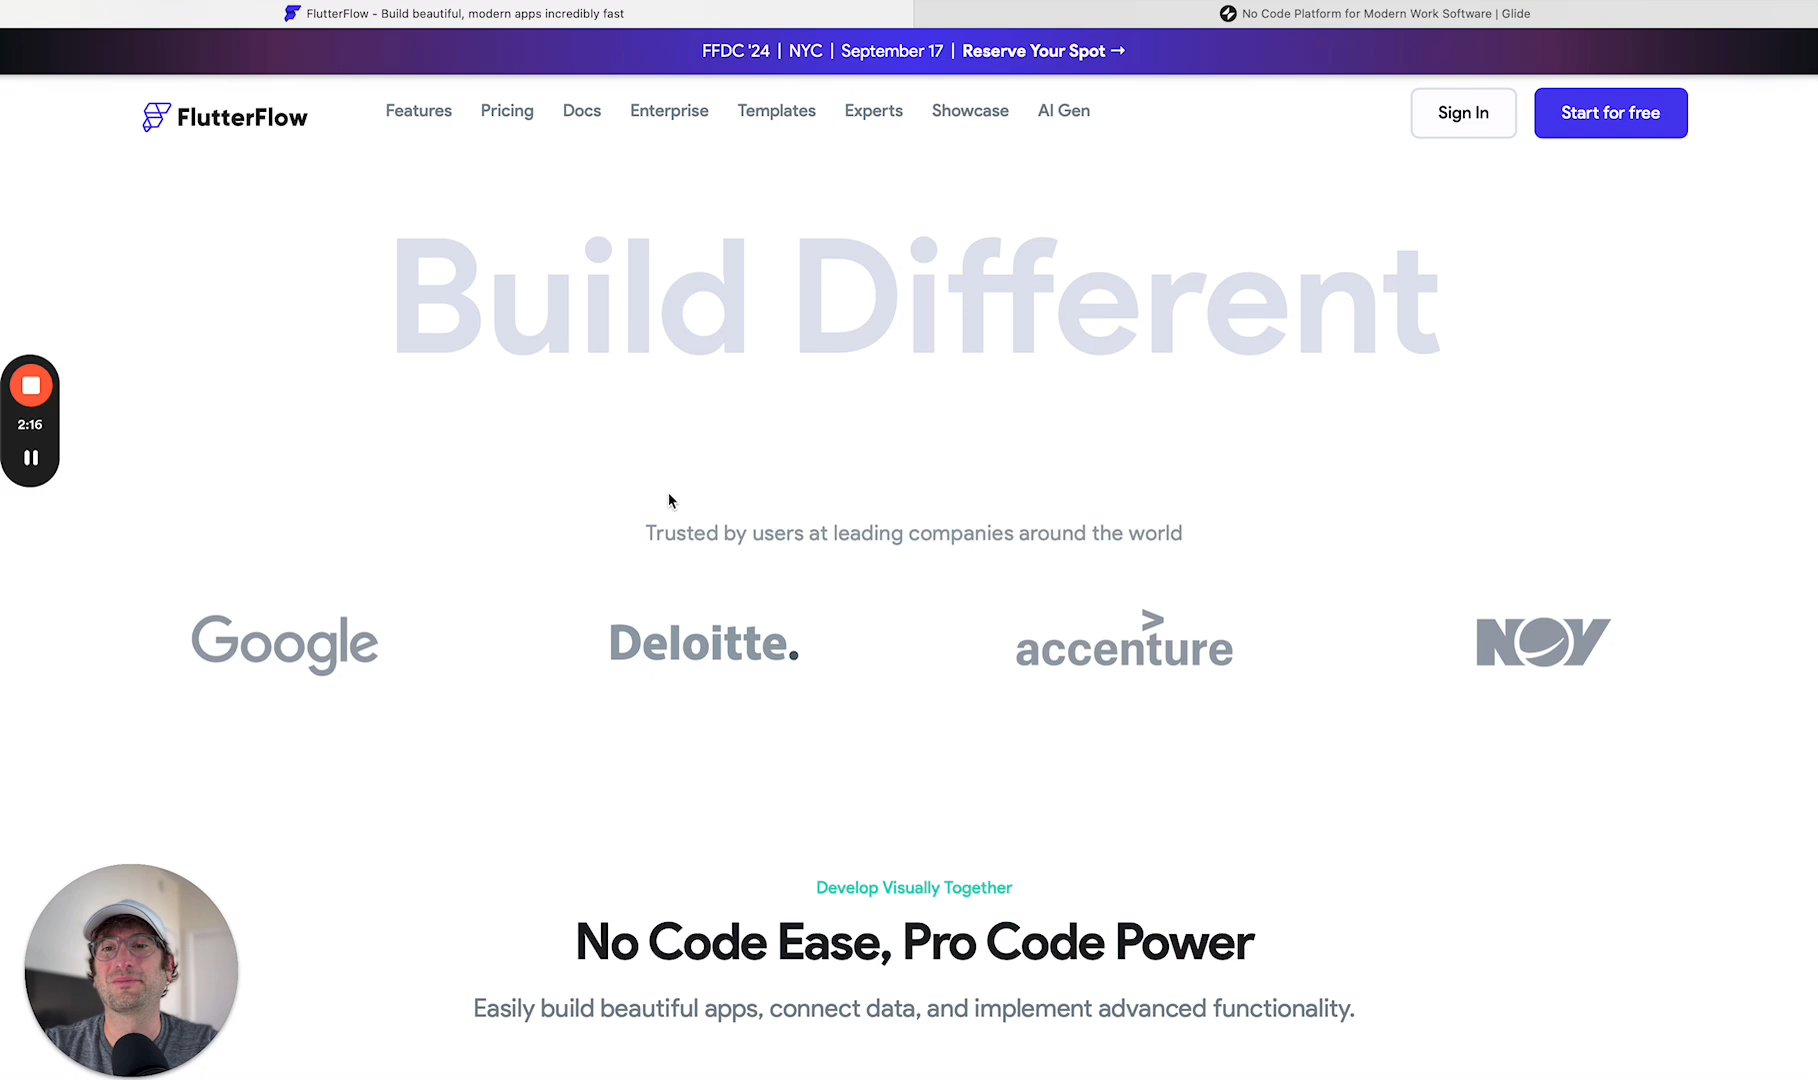 FlutterFlow - Build beautiful, modern apps incredibly fast
No Code Platform for Modern Work Software | Glide
FFDC '24 | NYC | September 17 | Reserve Your Spot →
FlutterFlow
Features Pricing Docs Enterprise Templates Experts Showcase AI Gen
Sign In
Start for free
Build Different
2:16
Trusted by users at leading companies around the world
Google
Deloitte.
accenture
NOY
Develop Visually Together
No Code Ease, Pro Code Power
Easily build beautiful apps, connect data, and implement advanced functionality.